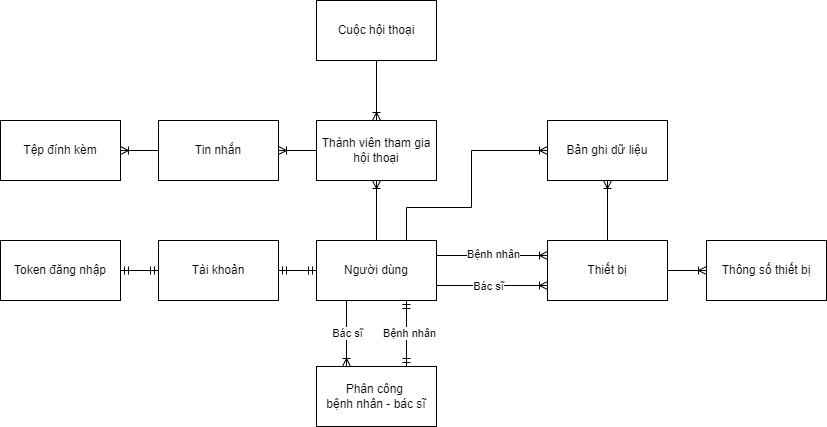 Cuộc hội thoại
Tệp đính kèm
Tin nhắn
Thành viên tham gia
hội thoại
Bản ghi dữ liệu
Token đăng nhập
Tài khoản
Người dùng
Bệnh nhân
Bác sĩ
Thiết bị
Thông số thiết bị
Bác sĩ
Bệnh nhân
Phân công
bệnh nhân - bác sĩ